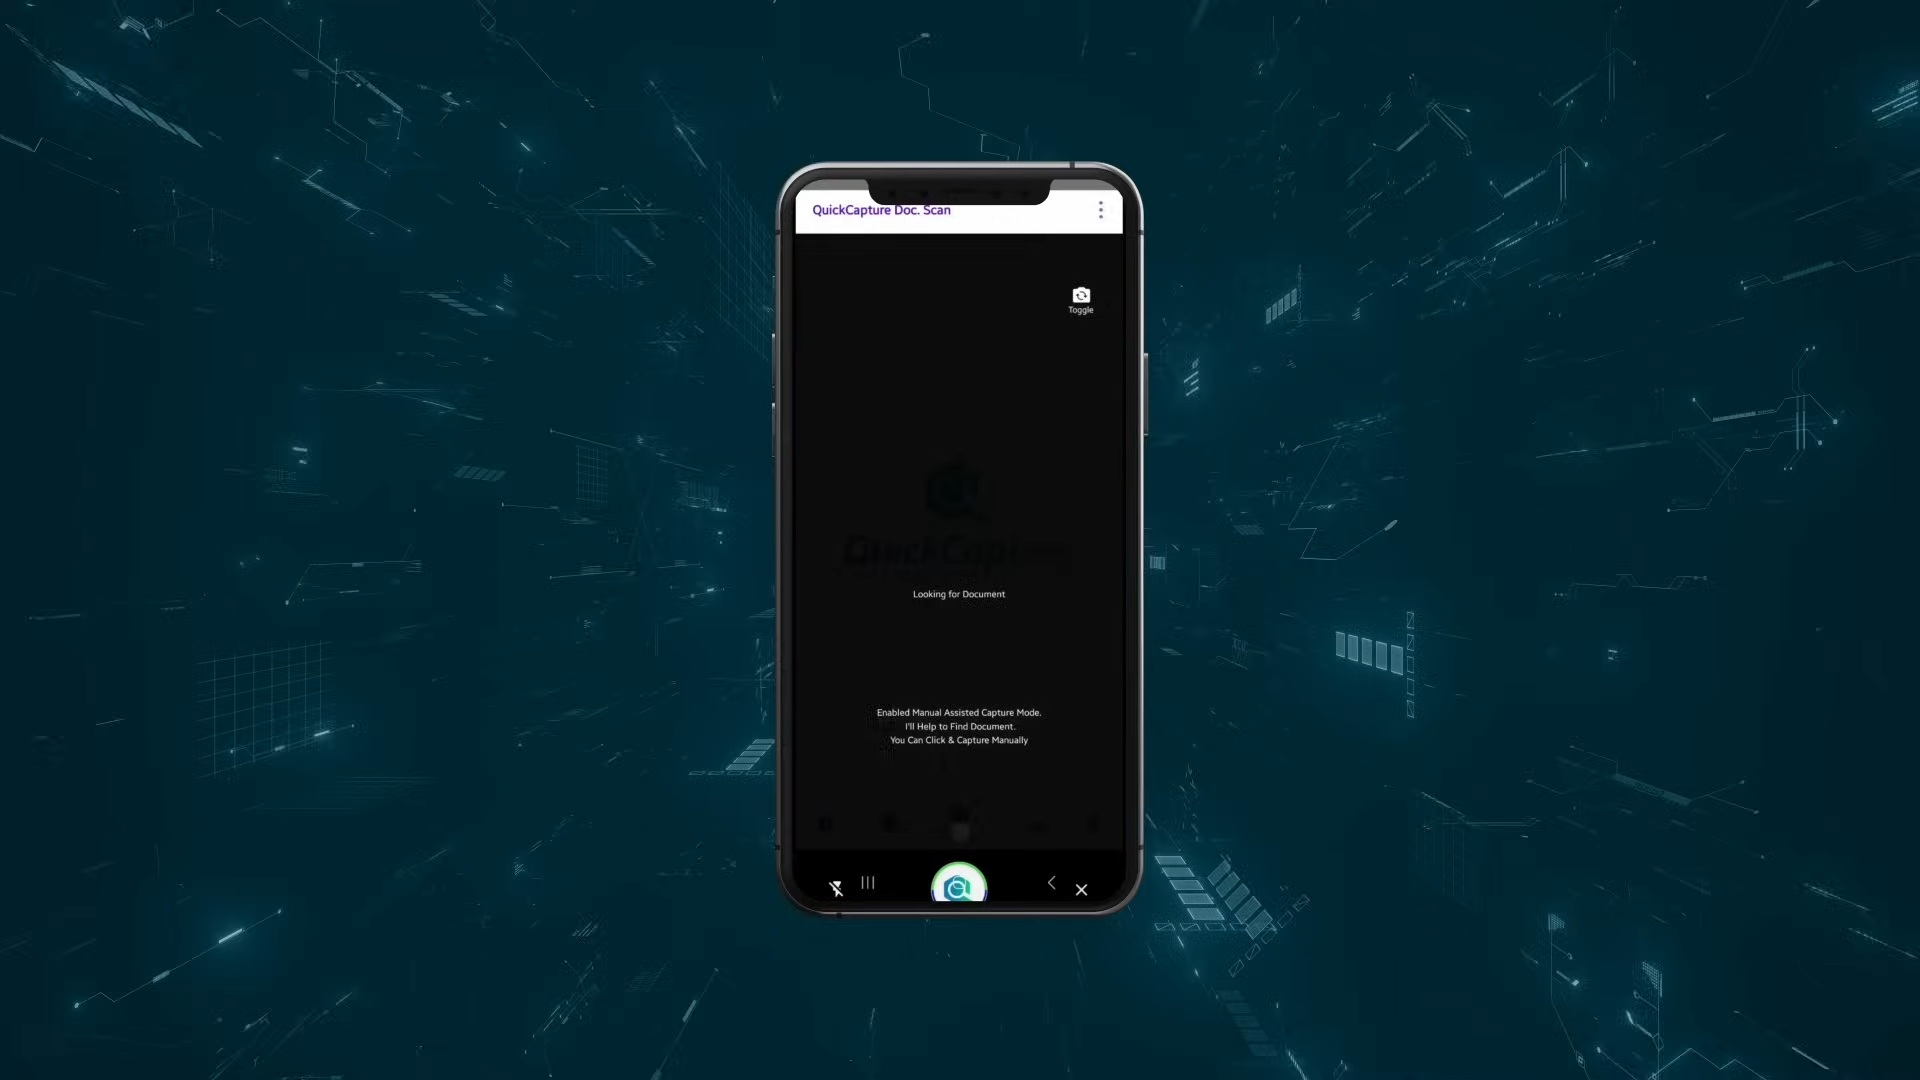 QuickCapture Doc. Scan
Toggle
QuickCapture
Looking for Document
Enabled Manual Assisted Capture Mode.
I'll Help to Find Document.
You Can Click & Capture Manually